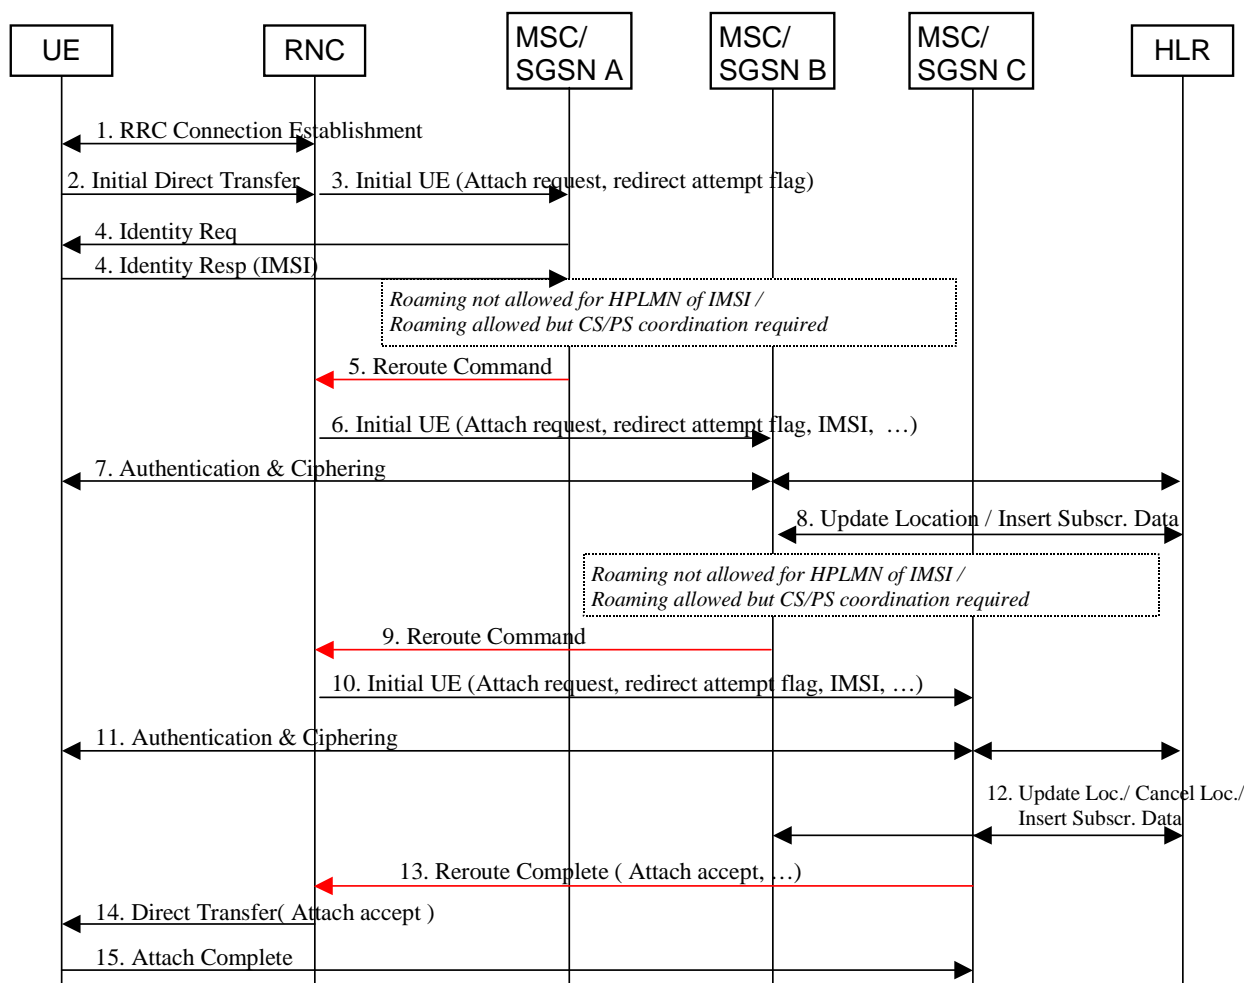 UE
RNC
MSC/
SGSN A
MSC/
SGSN B
MSC/
SGSN C
HLR
1. RRC Connection Establishment
2. Initial Direct Transfer
3. Initial UE (Attach request, redirect attempt flag)
4. Identity Req
4. Identity Resp (IMSI)
Roaming not allowed for HPLMN of IMSI /
Roaming allowed but CS/PS coordination required
5. Reroute Command
6. Initial UE (Attach request, redirect attempt flag, IMSI, …)
7. Authentication & Ciphering
8. Update Location / Insert Subscr. Data
Roaming not allowed for HPLMN of IMSI /
Roaming allowed but CS/PS coordination required
9. Reroute Command
10. Initial UE (Attach request, redirect attempt flag, IMSI, …)
11. Authentication & Ciphering
12. Update Loc./ Cancel Loc./
Insert Subscr. Data
13. Reroute Complete ( Attach accept, …)
14. Direct Transfer( Attach accept )
15. Attach Complete